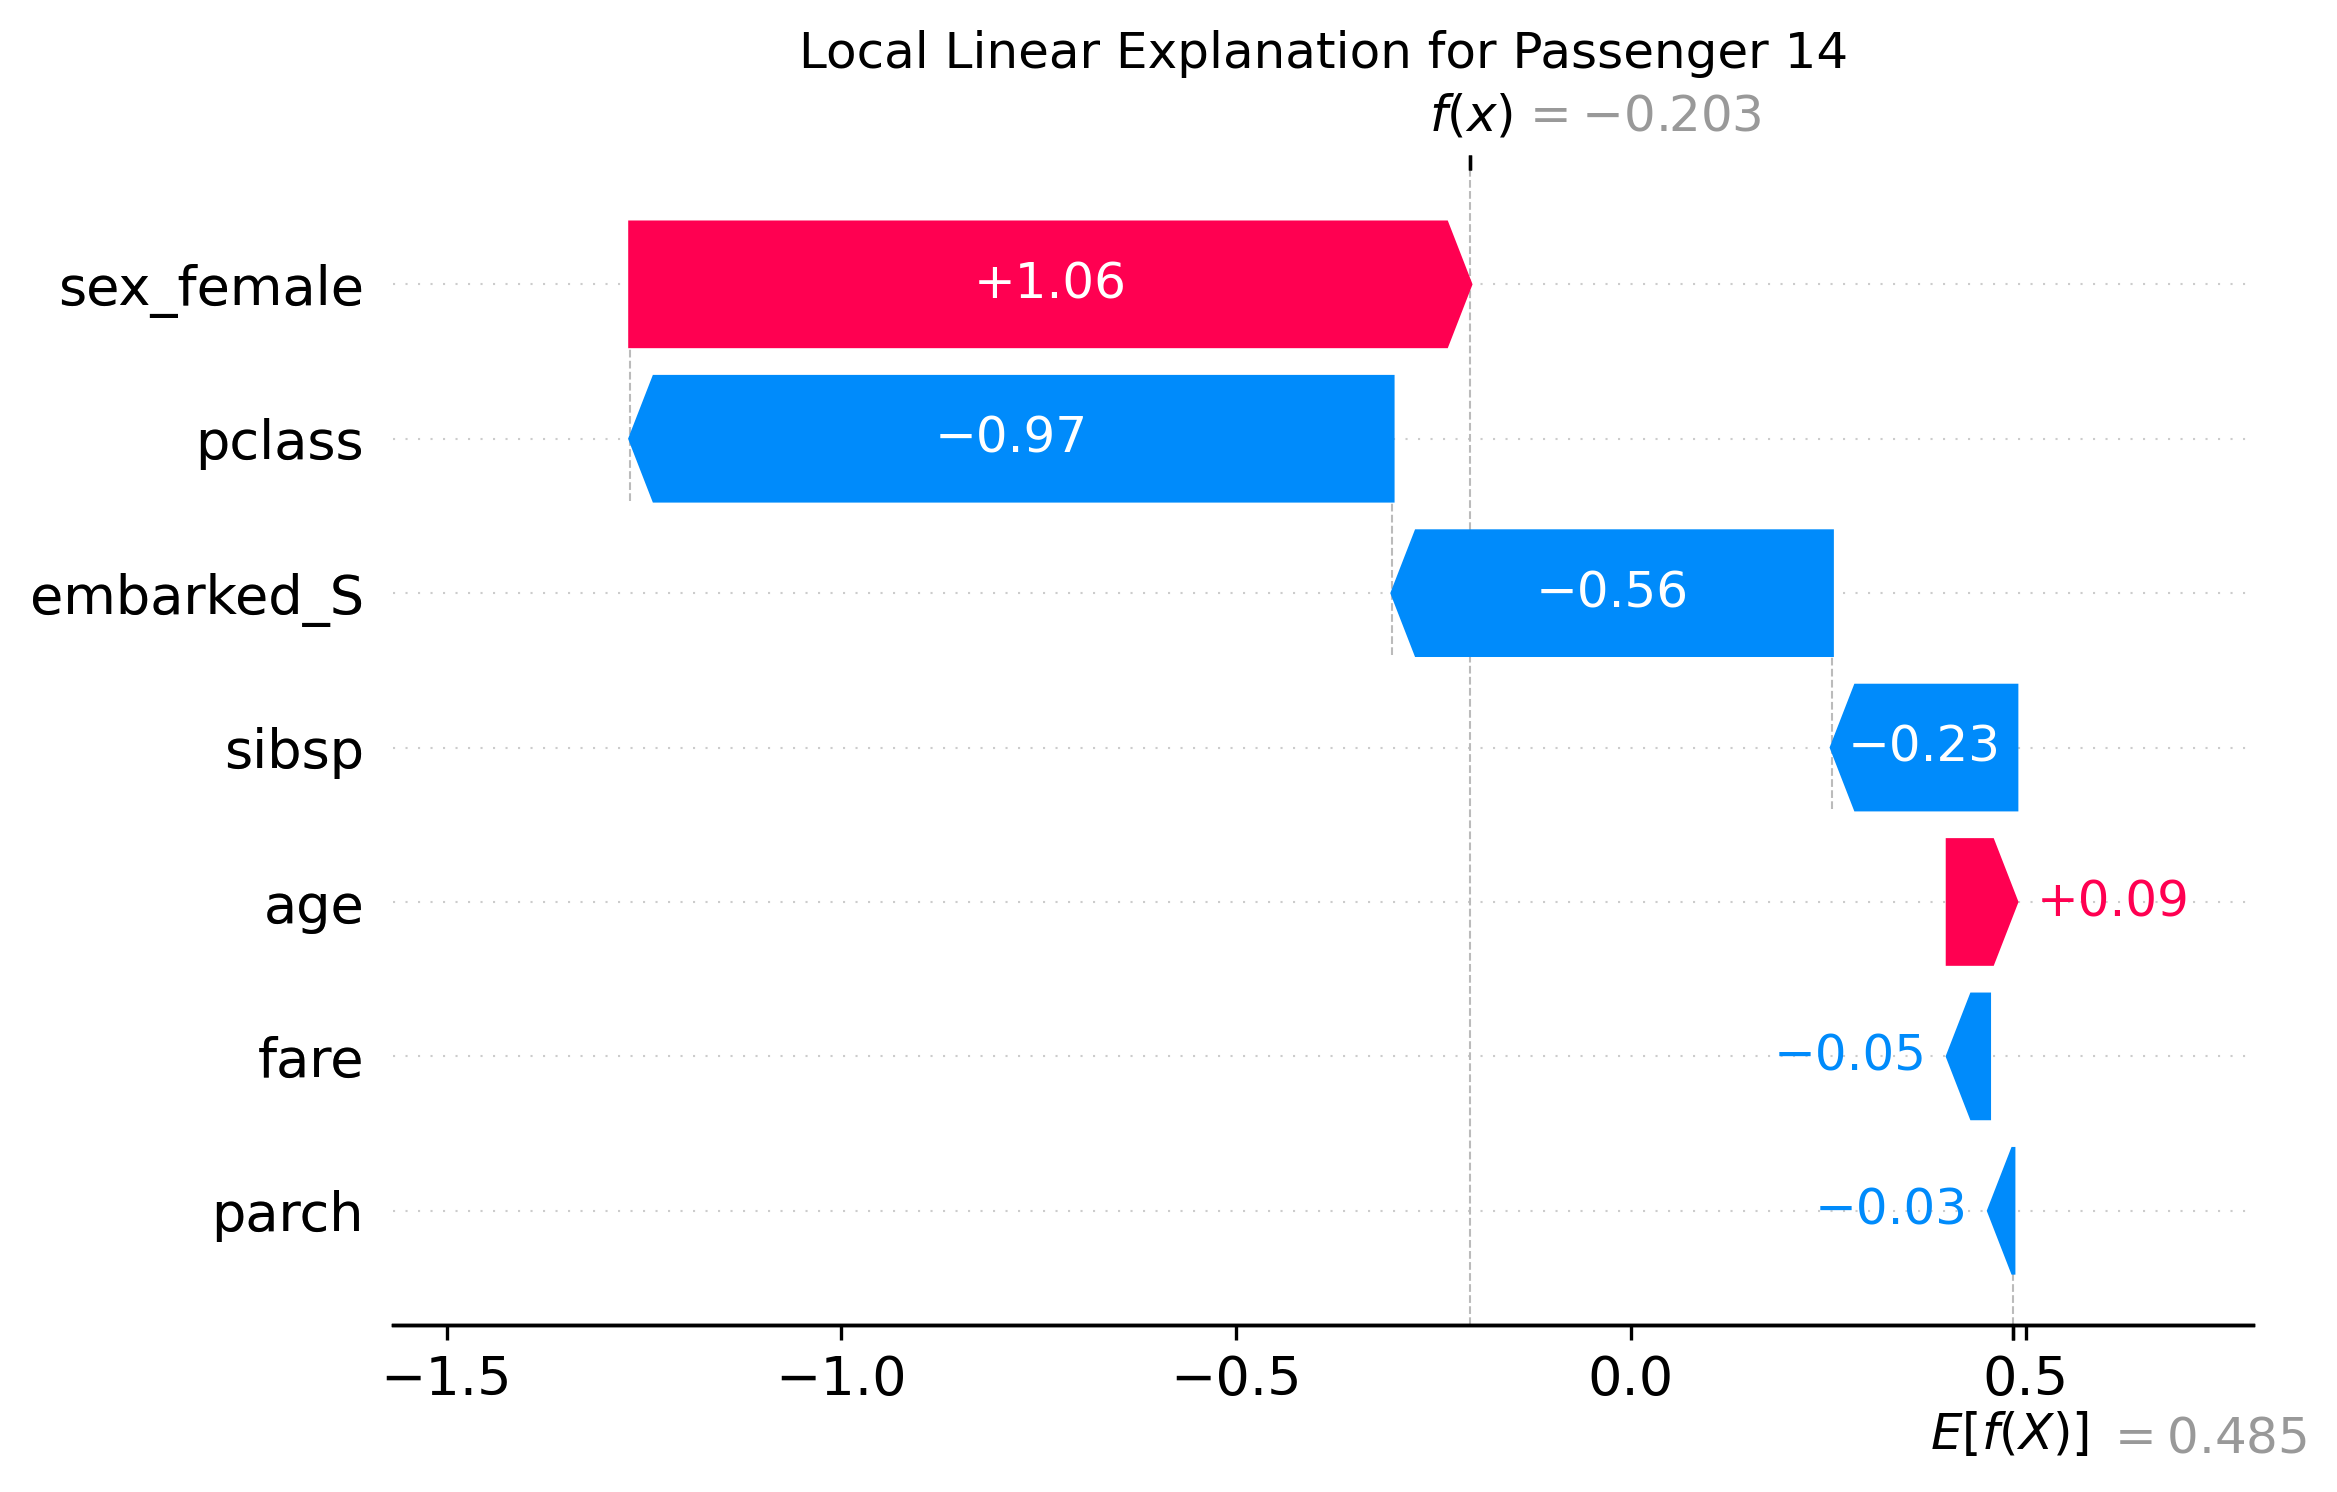 Local Linear Explanation for Passenger 14
f(x) = −0.203
sex_female +1.06
pclass −0.97
embarked_S −0.56
sibsp −0.23
age +0.09
fare −0.05
parch −0.03
−1.5 −1.0 −0.5 0.0 0.5
E[f(X)] = 0.485